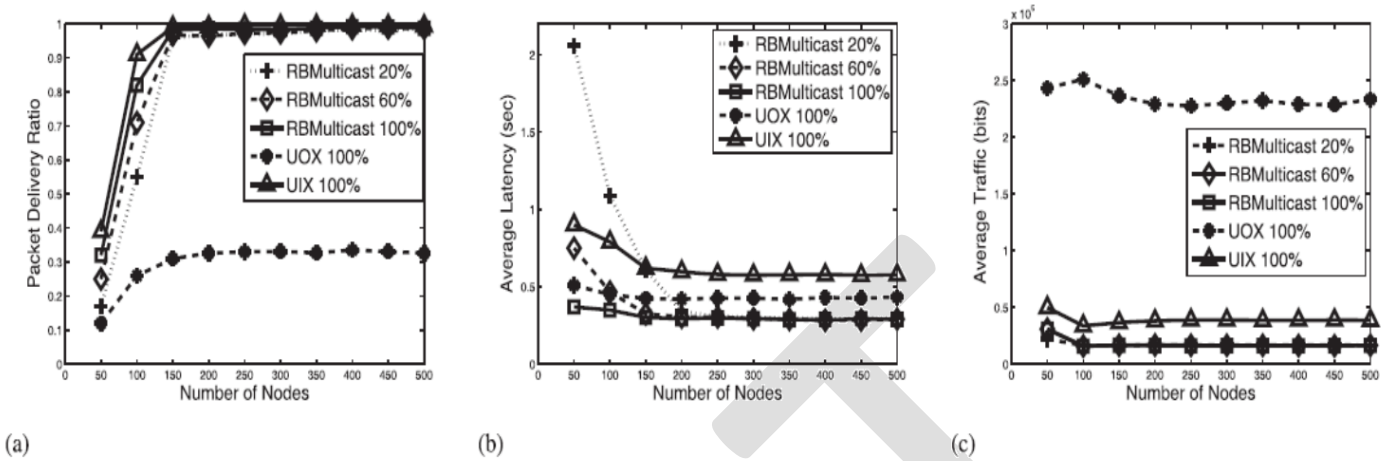 1
0.9
0.8
0.7
0.6
0.5
0.4
0.3
0.2
0.1
0
Packet Delivery Ratio
RBMulticast 20%
RBMulticast 60%
RBMulticast 100%
UOX 100%
UIX 100%
0 50 100 150 200 250 300 350 400 450 500
Number of Nodes
(a)
2
1.5
1
0.5
0
Average Latency (sec)
RBMulticast 20%
RBMulticast 60%
RBMulticast 100%
UOX 100%
UIX 100%
0 50 100 150 200 250 300 350 400 450 500
Number of Nodes
(b)
x 10
3
2.5
2
1.5
1
0.5
0
Average Traffic (bits)
RBMulticast 20%
RBMulticast 60%
RBMulticast 100%
UOX 100%
UIX 100%
0 50 100 150 200 250 300 350 400 450 500
Number of Nodes
(c)